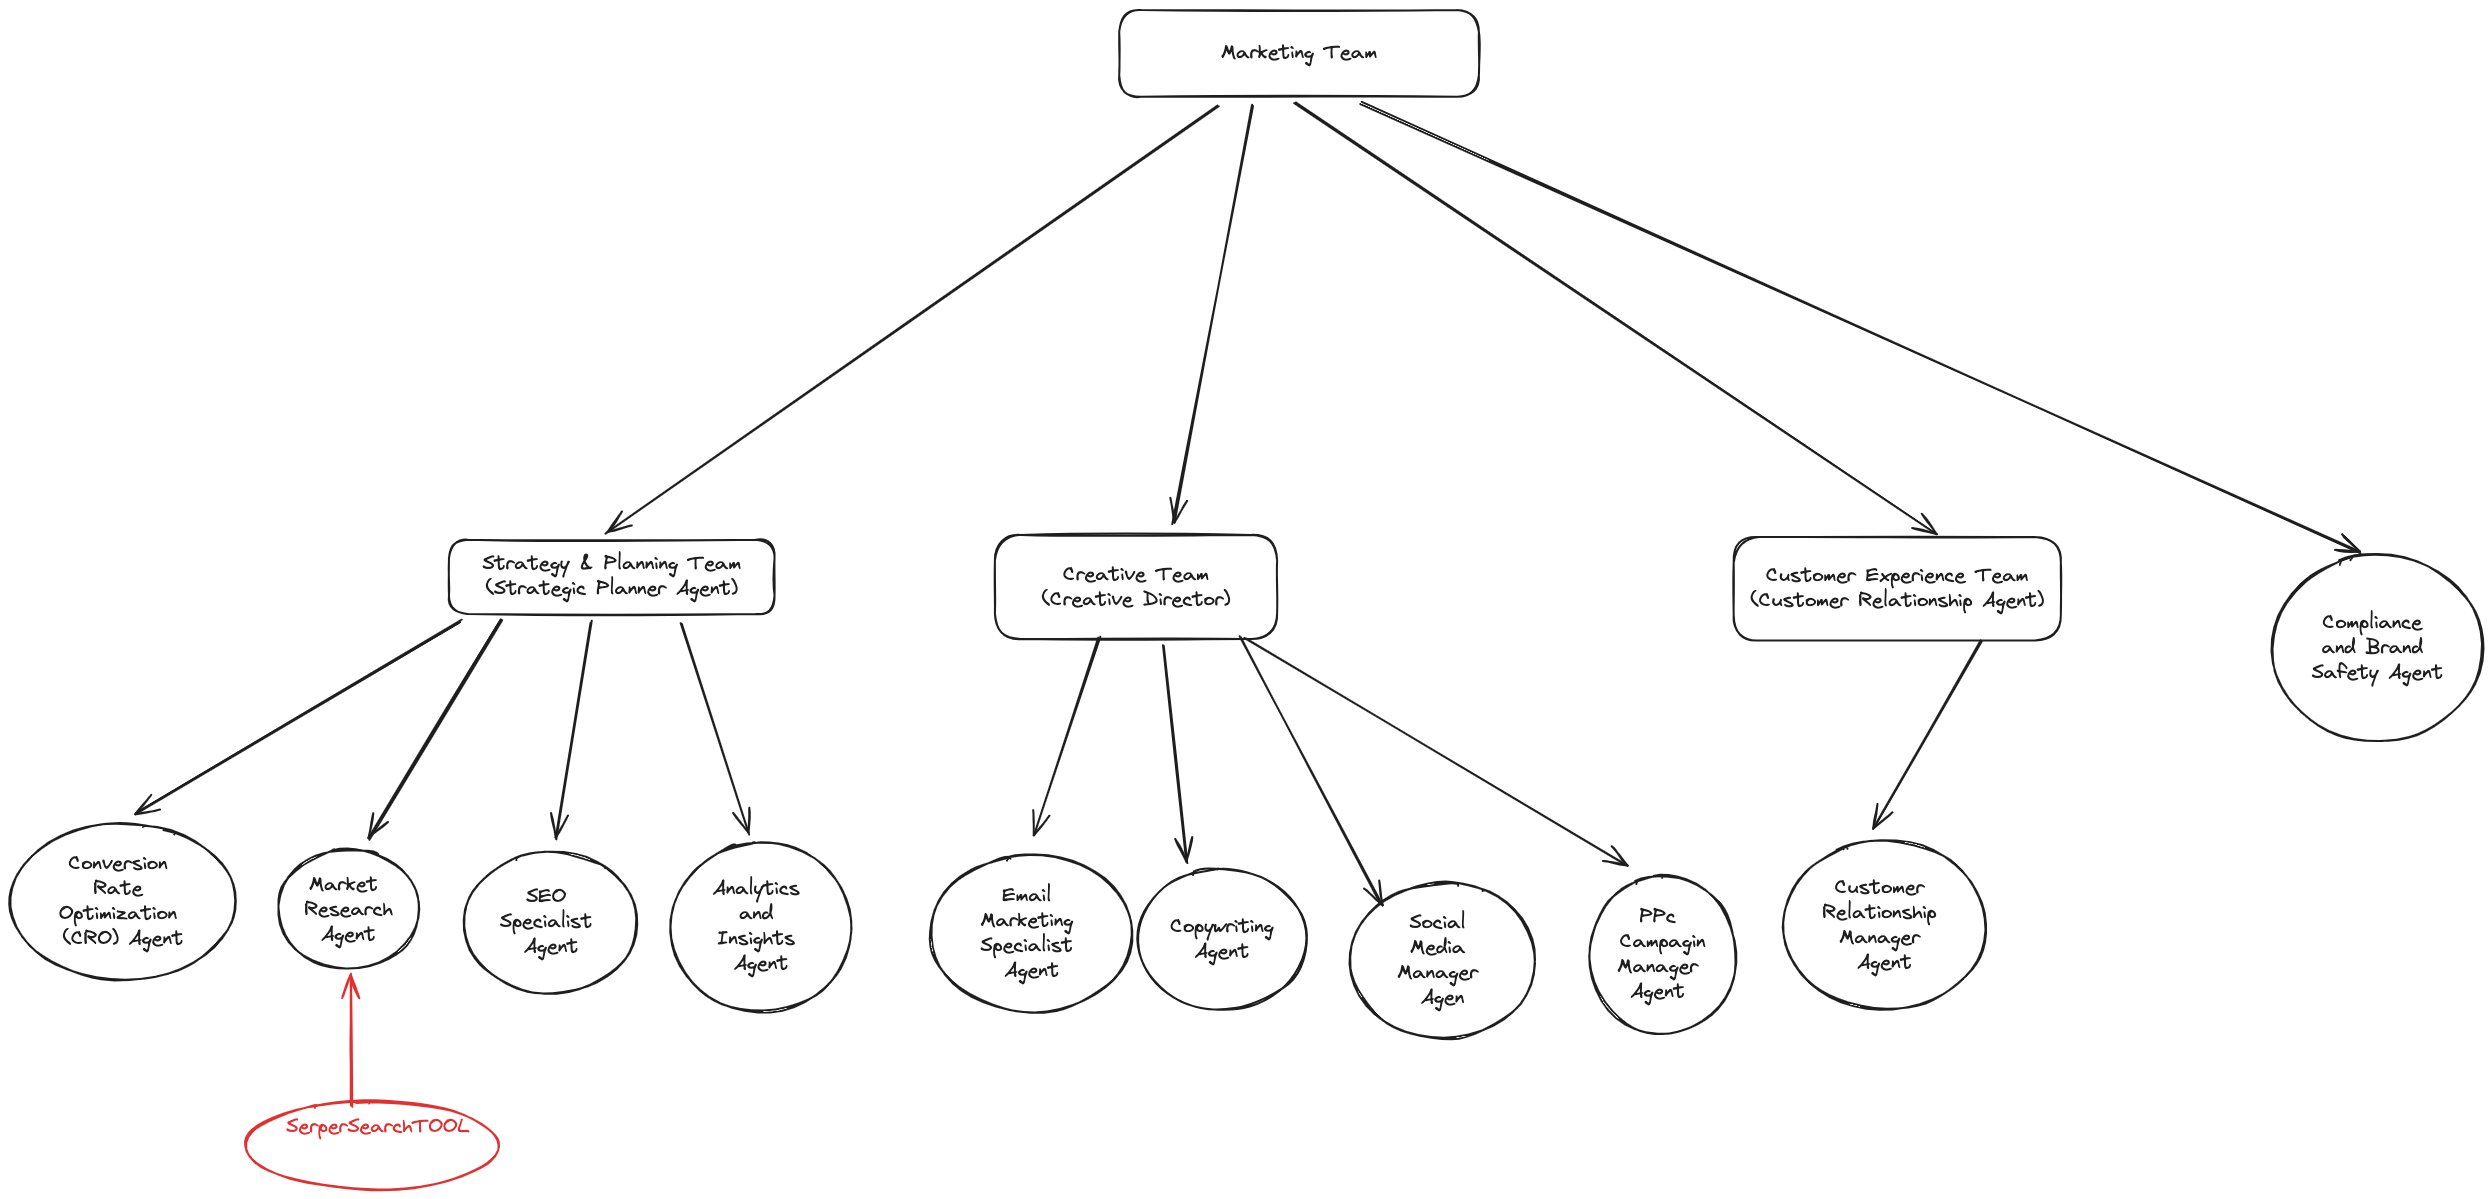 Marketing Team
Strategy & Planning Team
(Strategic Planner Agent)
Creative Team
(Creative Director)
Customer Experience Team
(Customer Relationship Agent)
Compliance
and Brand
Safety Agent
Conversion
Rate
Optimization
(CRO) Agent
Market
Research
Agent
SEO
Specialist
Agent
Analytics
and
Insights
Agent
Email
Marketing
Specialist
Agent
Copywriting
Agent
Social
Media
Manager
Agen
PPc
Campagin
Manager
Agent
Customer
Relationship
Manager
Agent
SerperSearchTOOL